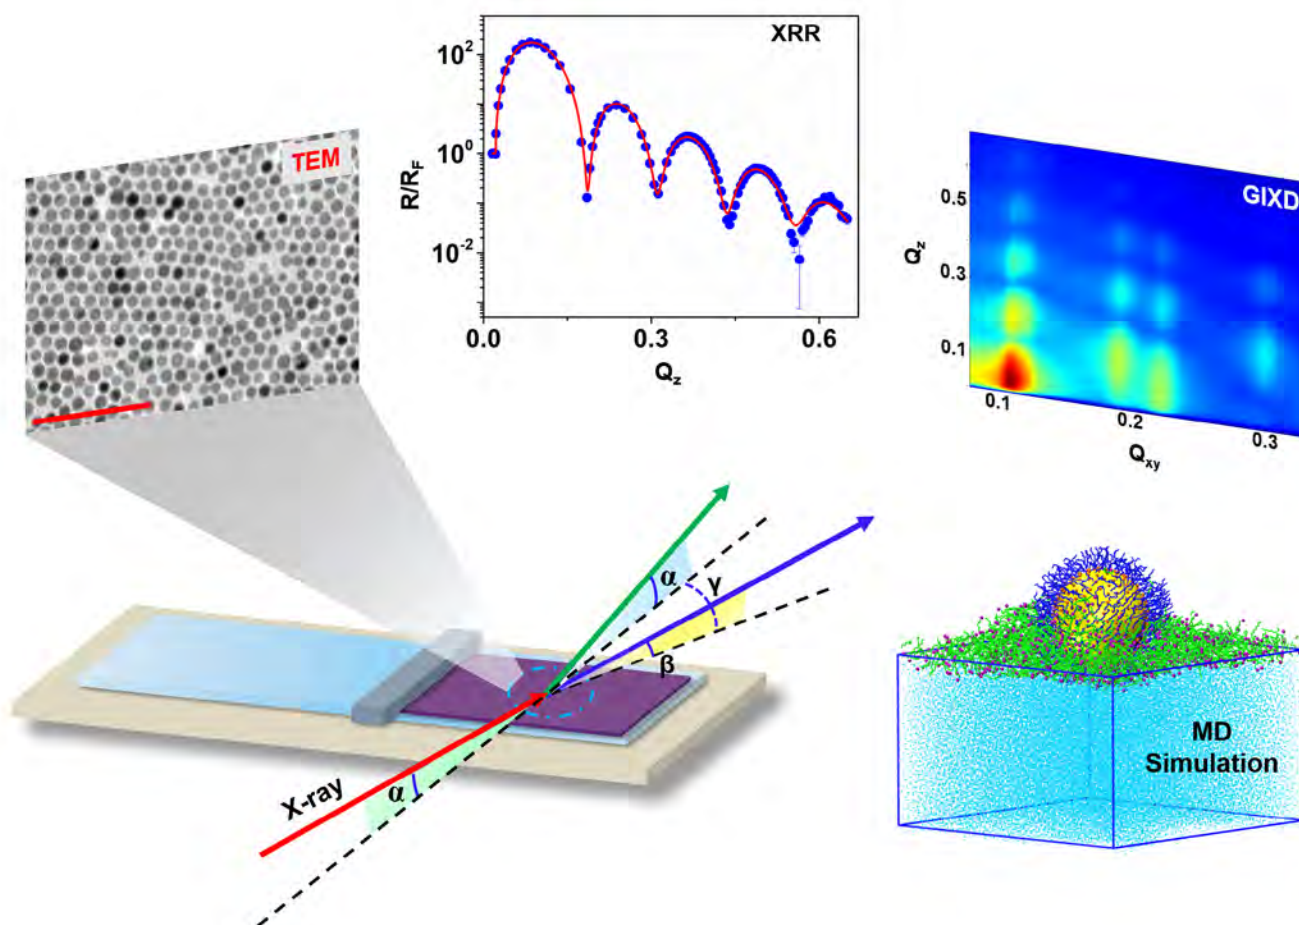 XRR
10²
10⁰
10⁻²
R/R_F
0.0
0.3
0.6
Q_z
TEM
GIXD
0.5
0.3
0.1
Q_z
0.1
0.2
0.3
Q_xy
α
γ
β
α
X-ray
MD
Simulation